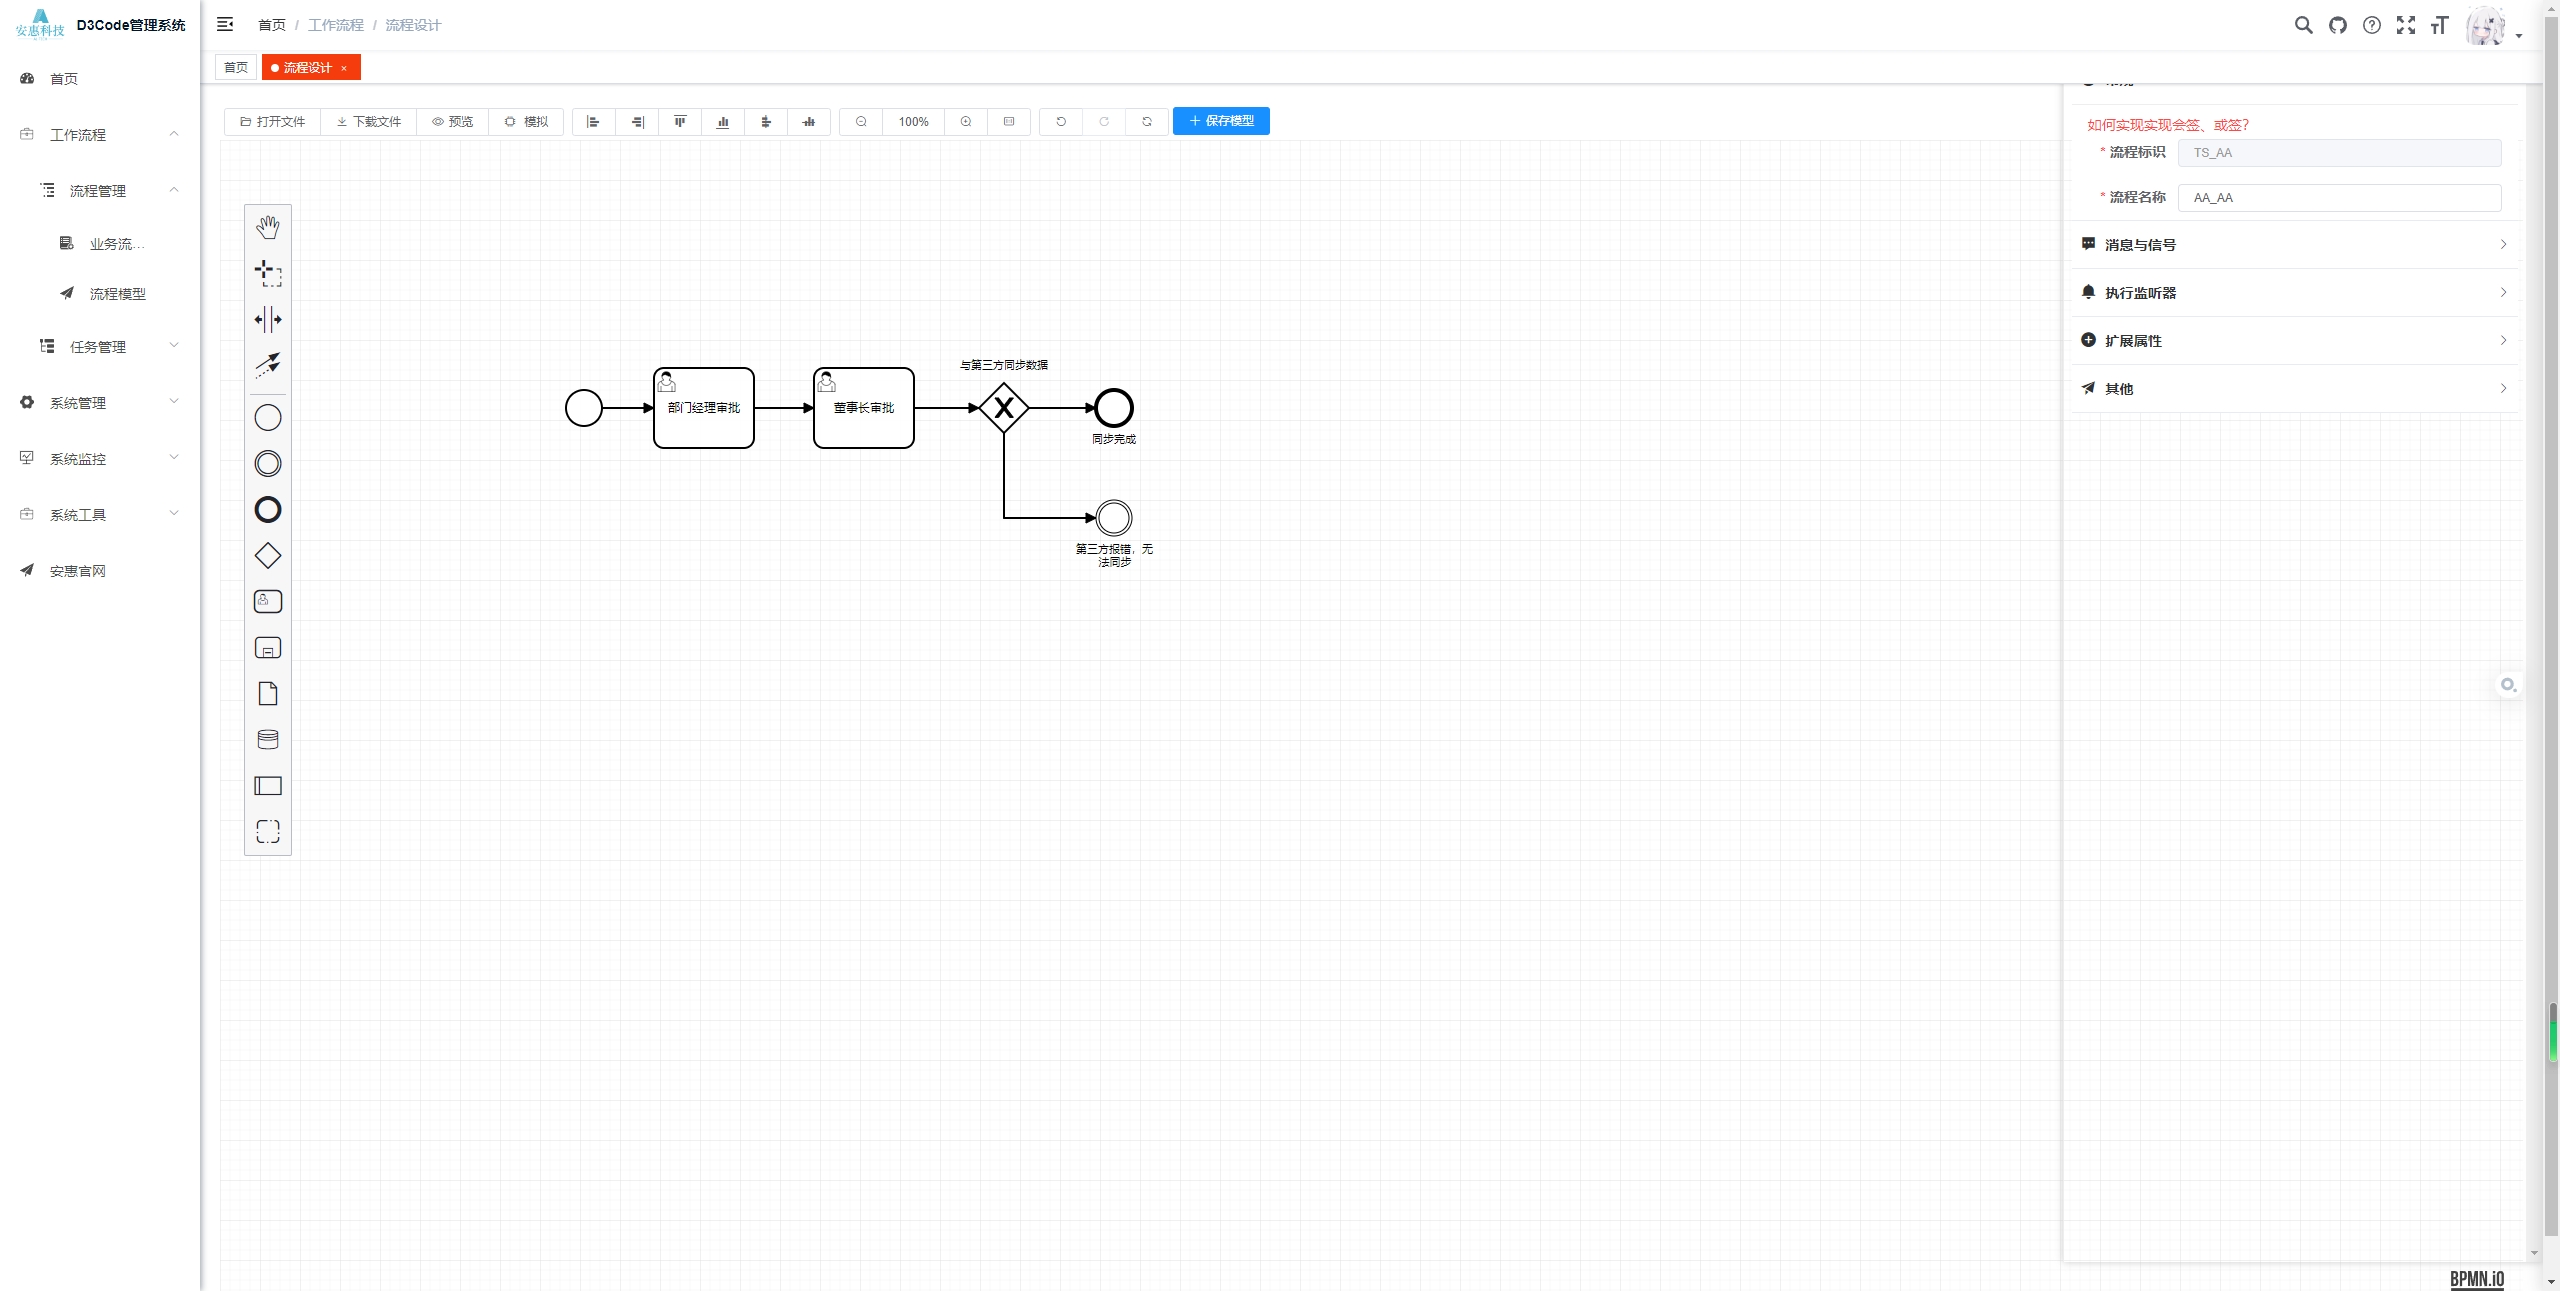 安惠科技
D3Code管理系统
首页 / 工作流程 / 流程设计
首页
流程设计 ×
首页
工作流程
流程管理
业务流...
流程模型
任务管理
系统管理
系统监控
系统工具
安惠官网
打开文件
下载文件
预览
模拟
100%
保存模型
部门经理审批
董事长审批
与第三方同步数据
同步完成
第三方报错，无
法同步
如何实现实现会签、或签？
* 流程标识 TS_AA
* 流程名称 AA_AA
消息与信号
执行监听器
扩展属性
其他
BPMN.iO